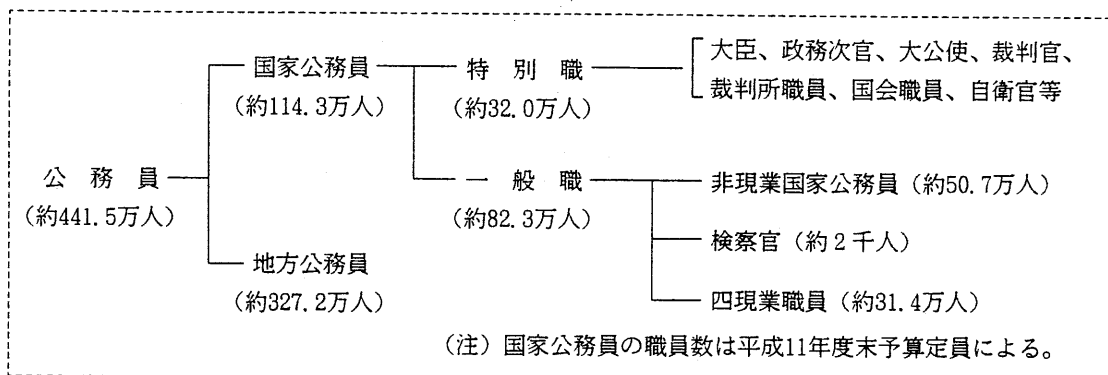 国家公務員
(約114.3万人)
特別職
(約32.0万人)
大臣、政務次官、大公使、裁判官、
裁判所職員、国会職員、自衛官等
公務員
(約441.5万人)
一般職
(約82.3万人)
非現業国家公務員(約50.7万人)
検察官(約2千人)
四現業職員(約31.4万人)
地方公務員
(約327.2万人)
(注)国家公務員の職員数は平成11年度末予算定員による。